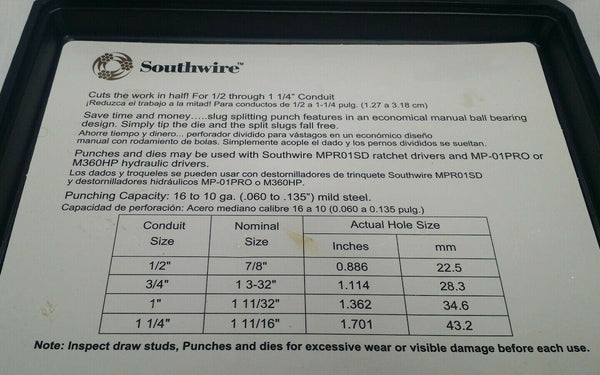 Southwire™
Cuts the work in half! For 1/2 through 1 1/4" Conduit
¡Reduzca el trabajo a la mitad! Para conductos de 1/2 a 1-1/4 pulg. (1.27 a 3.18 cm)
Save time and money.....slug splitting punch features in an economical manual ball bearing
design. Simply tip the die and the split slugs fall free.
Ahorre tiempo y dinero... perforador dividido para vástagos en un económico diseño
manual con rodamiento de bolas. Simplemente acople el dado y los pernos divididos se sueltan.
Punches and dies may be used with Southwire MPR01SD ratchet drivers and MP-01PRO or
M360HP hydraulic drivers.
Los dados y troqueles se pueden usar con destornilladores de trinquete Southwire MPR01SD
y destornilladores hidráulicos MP-01PRO o M360HP.
Punching Capacity: 16 to 10 ga. (.060 to .135") mild steel.
Capacidad de perforación: Acero mediano calibre 16 a 10 (0.060 a 0.135 pulg.)
Conduit Size Nominal Size Actual Hole Size
Inches mm
1/2" 7/8" 0.886 22.5
3/4" 1 3-32" 1.114 28.3
1" 1 11/32" 1.362 34.6
1 1/4" 1 11/16" 1.701 43.2
Note: Inspect draw studs, Punches and dies for excessive wear or visible damage before each use.